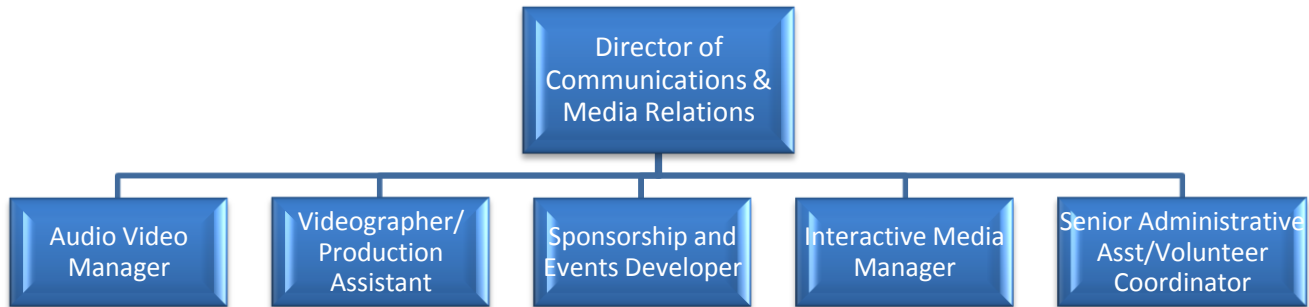 Director of
Communications &
Media Relations
Audio Video
Manager
Videographer/
Production
Assistant
Sponsorship and
Events Developer
Interactive Media
Manager
Senior Administrative
Asst/Volunteer
Coordinator